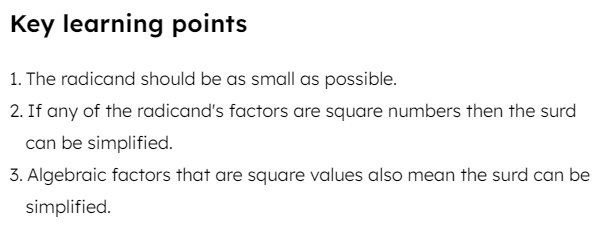 Key learning points
1. The radicand should be as small as possible.
2. If any of the radicand's factors are square numbers then the surd
can be simplified.
3. Algebraic factors that are square values also mean the surd can be
simplified.